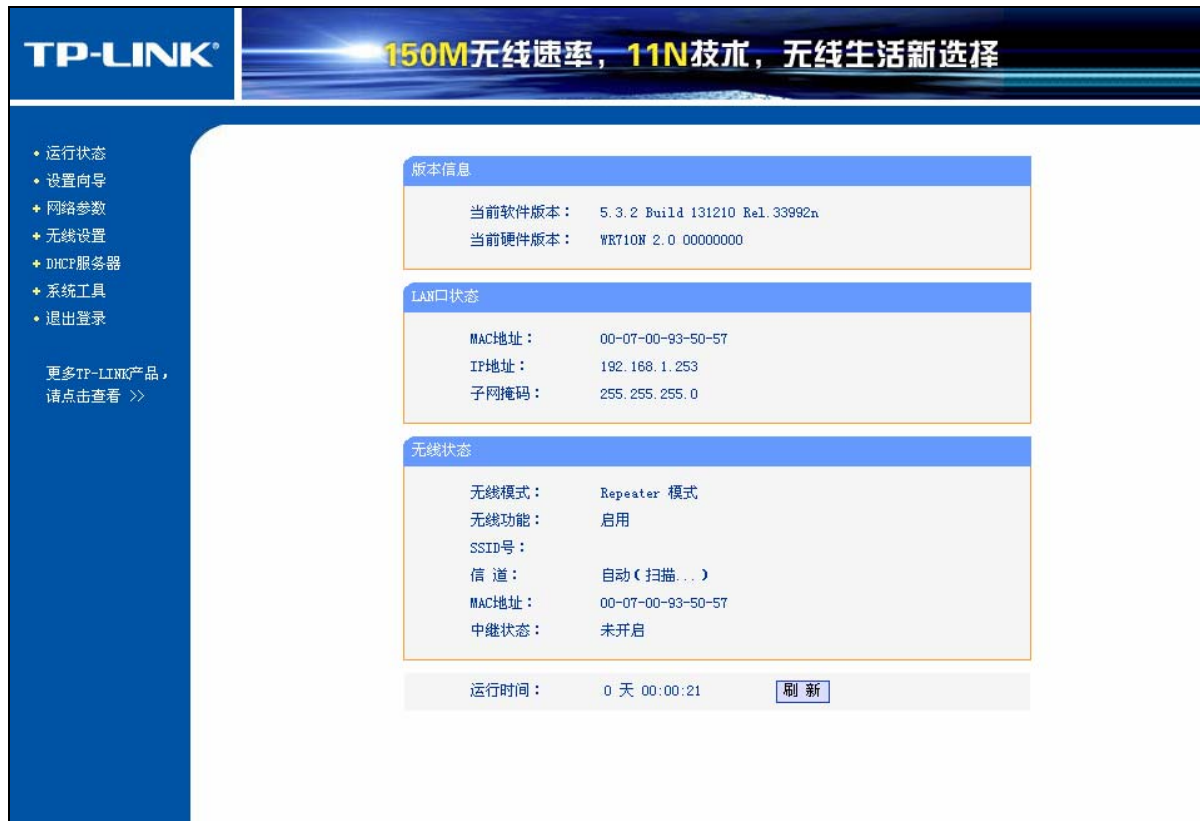 TP-LINK®
150M无线速率，11N技术，无线生活新选择
运行状态
设置向导
网络参数
无线设置
DHCP服务器
系统工具
退出登录
更多TP-LINK产品，
请点击查看 >>
版本信息
当前软件版本： 5.3.2 Build 131210 Rel.33992n
当前硬件版本： WR710N 2.0 00000000
LAN口状态
MAC地址： 00-07-00-93-50-57
IP地址： 192.168.1.253
子网掩码： 255.255.255.0
无线状态
无线模式： Repeater 模式
无线功能： 启用
SSID号：
信 道： 自动（扫描...）
MAC地址： 00-07-00-93-50-57
中继状态： 未开启
运行时间： 0 天 00:00:21 刷 新